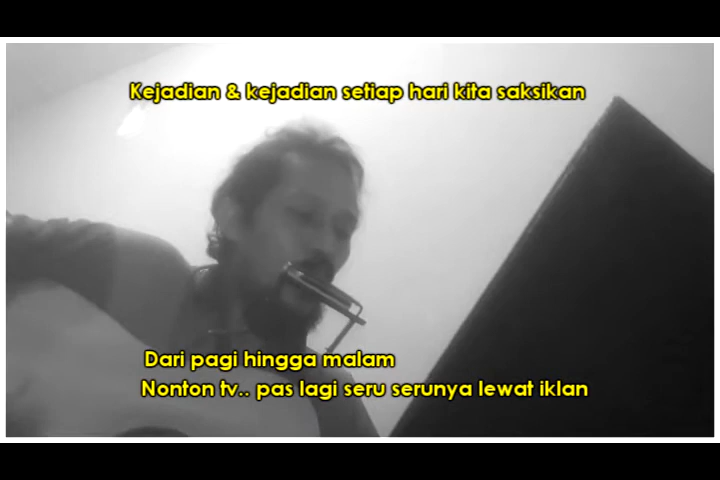 Kejadian & kejadian setiap hari kita saksikan
Dari pagi hingga malam
Nonton tv.. pas lagi seru serunya lewat iklan